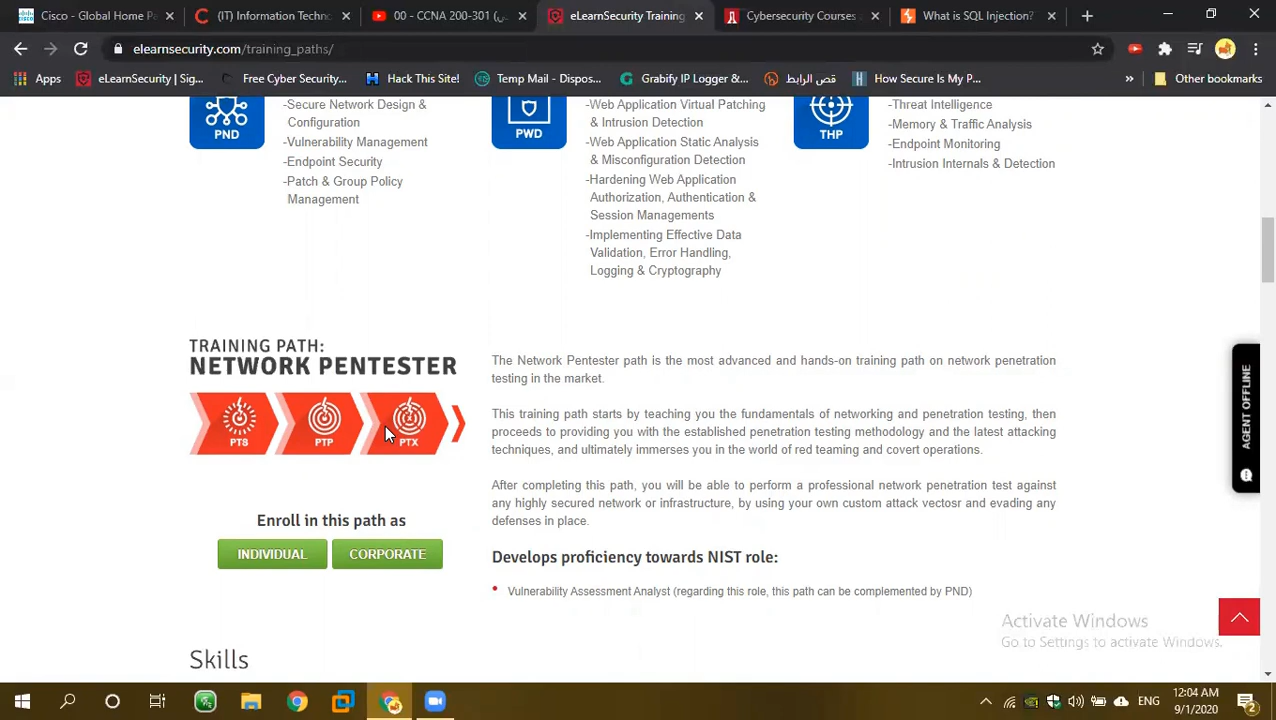 Cisco - Global Home Pa
(IT) Information Techno
00 - CCNA 200-301
eLearnSecurity Training
Cybersecurity Courses
What is SQL Injection?
elearnsecurity.com/training_paths/
Apps
eLearnSecurity | Sig...
Free Cyber Security...
Hack This Site!
Temp Mail - Dispos...
Grabify IP Logger &...
قص الرابط
How Secure Is My P...
»
Other bookmarks
PND
-Secure Network Design &
Configuration
-Vulnerability Management
-Endpoint Security
-Patch & Group Policy
Management
PWD
-Web Application Virtual Patching
& Intrusion Detection
-Web Application Static Analysis
& Misconfiguration Detection
-Hardening Web Application
Authorization, Authentication &
Session Managements
-Implementing Effective Data
Validation, Error Handling,
Logging & Cryptography
THP
-Threat Intelligence
-Memory & Traffic Analysis
-Endpoint Monitoring
-Intrusion Internals & Detection
TRAINING PATH:
NETWORK PENTESTER
PTS
PTP
PTX
Enroll in this path as
INDIVIDUAL
CORPORATE
The Network Pentester path is the most advanced and hands-on training path on network penetration
testing in the market.
This training path starts by teaching you the fundamentals of networking and penetration testing, then
proceeds to providing you with the established penetration testing methodology and the latest attacking
techniques, and ultimately immerses you in the world of red teaming and covert operations.
After completing this path, you will be able to perform a professional network penetration test against
any highly secured network or infrastructure, by using your own custom attack vectosr and evading any
defenses in place.
Develops proficiency towards NIST role:
• Vulnerability Assessment Analyst (regarding this role, this path can be complemented by PND)
Skills
AGENT OFFLINE
Activate Windows
Go to Settings to activate Windows.
ENG
12:04 AM
9/1/2020
2